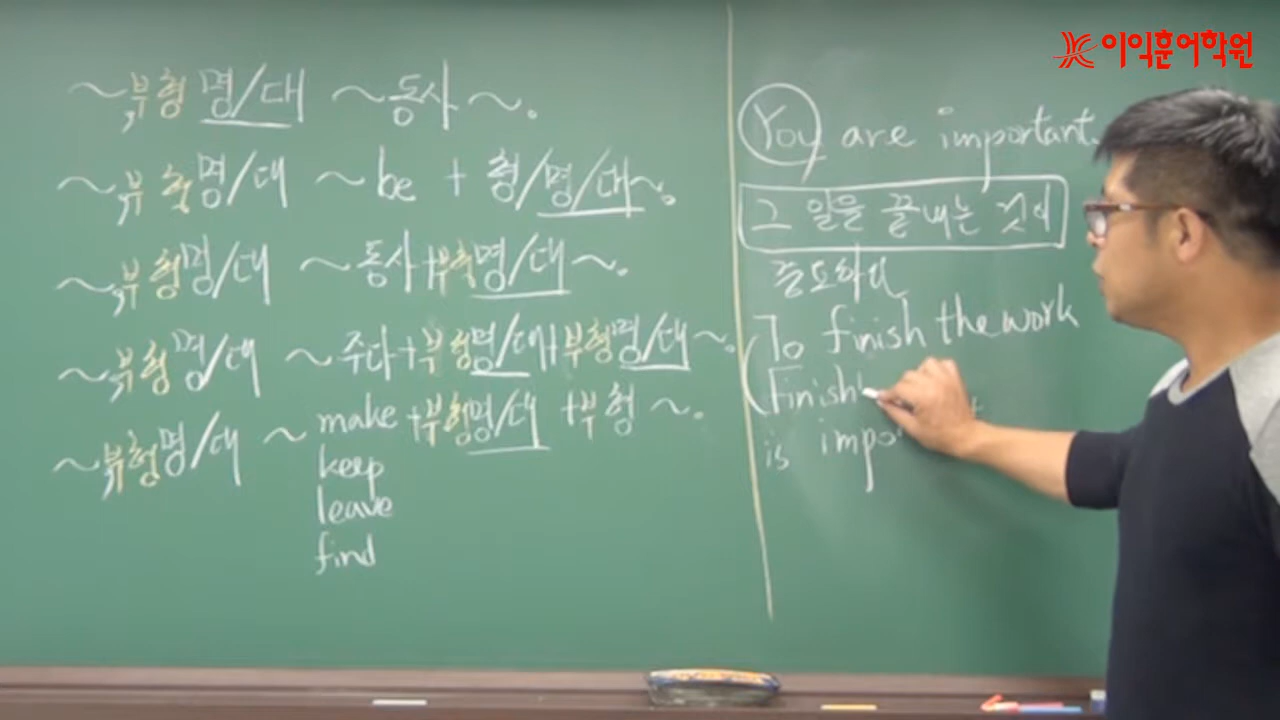 이익훈어학원
~부형 명/대 ~동사~.
~부형명/대 ~be + 형/명/대~.
~부형명/대 ~동사+부형명/대~.
~부형명/대 ~주다+부형명/대+부형명/대~.
~부형명/대 ~make+부형명/대+부형~.
keep
leave
find
You are important.
그 일을 끝내는 것이
중요하다
To finish the work
Finishi
is impo